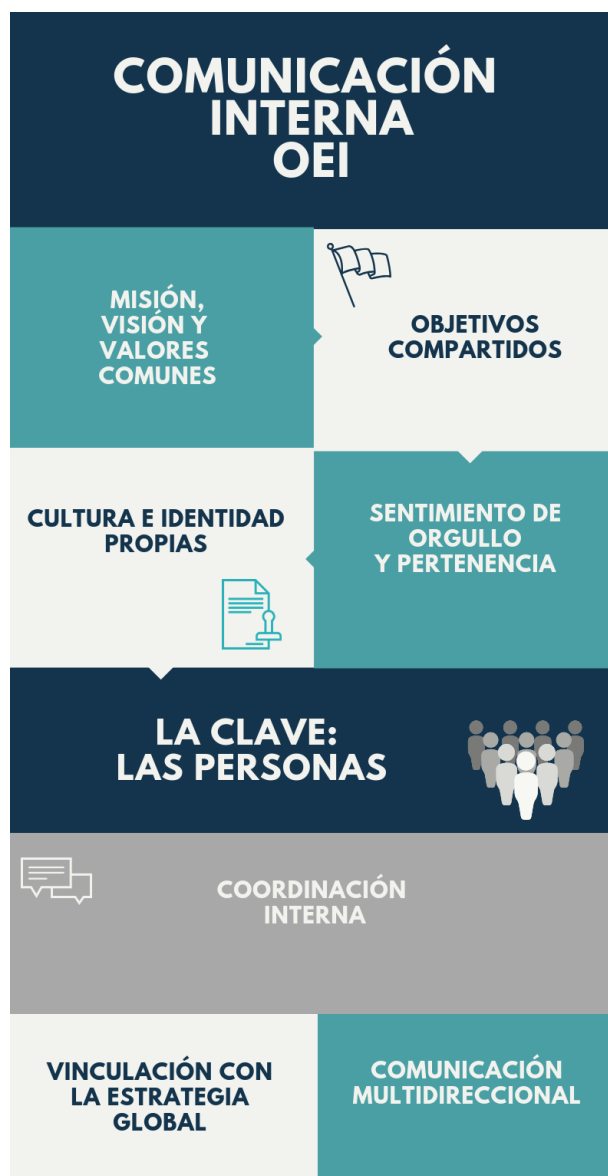 COMUNICACIÓN
INTERNA
OEI
MISIÓN,
VISIÓN Y
VALORES
COMUNES
OBJETIVOS
COMPARTIDOS
CULTURA E IDENTIDAD
PROPIAS
SENTIMIENTO DE
ORGULLO
Y PERTENENCIA
LA CLAVE:
LAS PERSONAS
COORDINACIÓN
INTERNA
VINCULACIÓN CON
LA ESTRATEGIA
GLOBAL
COMUNICACIÓN
MULTIDIRECCIONAL